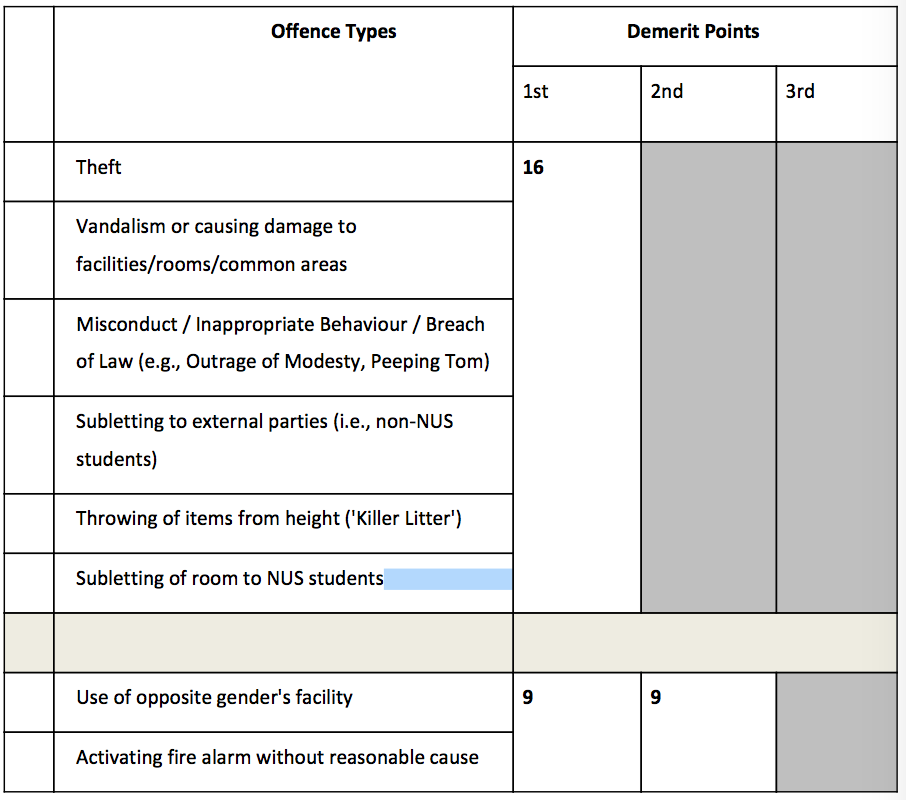 Offence Types
Demerit Points
1st
2nd
3rd
Theft
16
Vandalism or causing damage to
facilities/rooms/common areas
Misconduct / Inappropriate Behaviour / Breach
of Law (e.g., Outrage of Modesty, Peeping Tom)
Subletting to external parties (i.e., non-NUS
students)
Throwing of items from height ('Killer Litter')
Subletting of room to NUS students
Use of opposite gender's facility
9
9
Activating fire alarm without reasonable cause